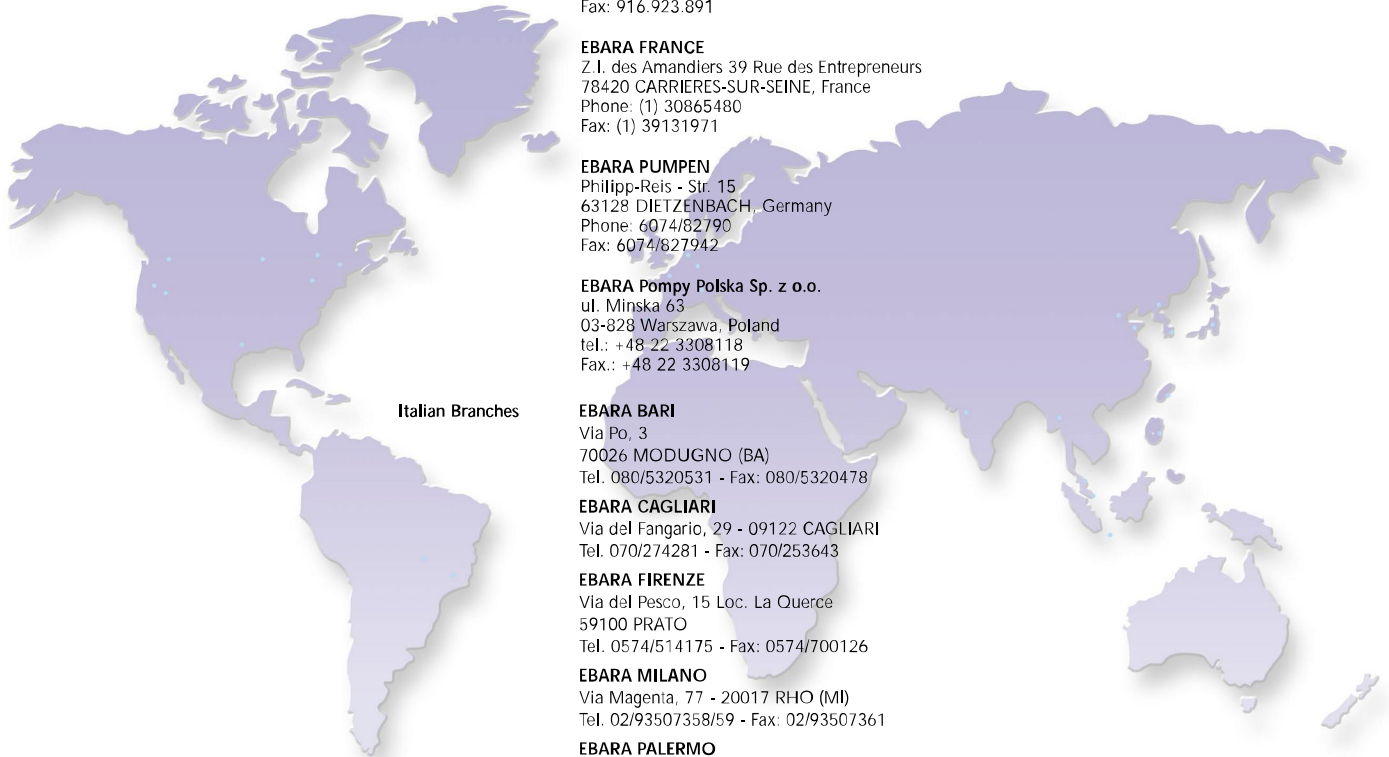 Fax: 916.923.891
EBARA FRANCE
Z.I. des Amandiers 39 Rue des Entrepreneurs
78420 CARRIERES-SUR-SEINE, France
Phone: (1) 30865480
Fax: (1) 39131971
EBARA PUMPEN
Philipp-Reis - Str. 15
63128 DIETZENBACH, Germany
Phone: 6074/82790
Fax: 6074/827942
EBARA Pompy Polska Sp. z o.o.
ul. Minska 63
03-828 Warszawa, Poland
tel.: +48 22 3308118
Fax.: +48 22 3308119
Italian Branches
EBARA BARI
Via Po, 3
70026 MODUGNO (BA)
Tel. 080/5320531 - Fax: 080/5320478
EBARA CAGLIARI
Via del Fangario, 29 - 09122 CAGLIARI
Tel. 070/274281 - Fax: 070/253643
EBARA FIRENZE
Via del Pesco, 15 Loc. La Querce
59100 PRATO
Tel. 0574/514175 - Fax: 0574/700126
EBARA MILANO
Via Magenta, 77 - 20017 RHO (MI)
Tel. 02/93507358/59 - Fax: 02/93507361
EBARA PALERMO